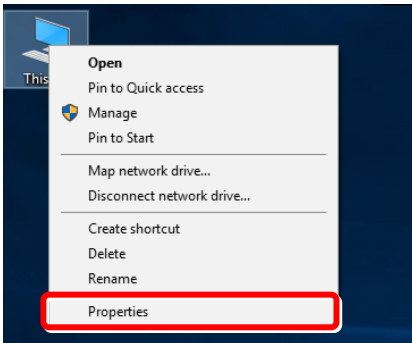 This
Open
Pin to Quick access
Manage
Pin to Start
Map network drive...
Disconnect network drive...
Create shortcut
Delete
Rename
Properties